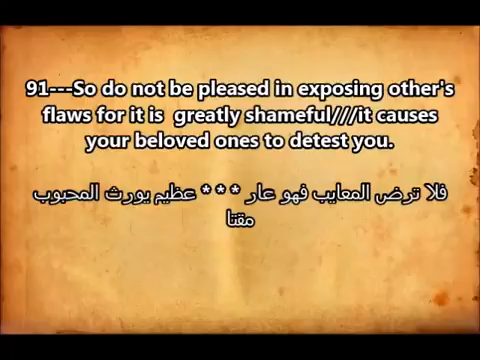 91---So do not be pleased in exposing other's
flaws for it is  greatly shameful///it causes
your beloved ones to detest you.
فلا ترض المعايب فهو عار *** عظيم يورث المحبوب
مقتا